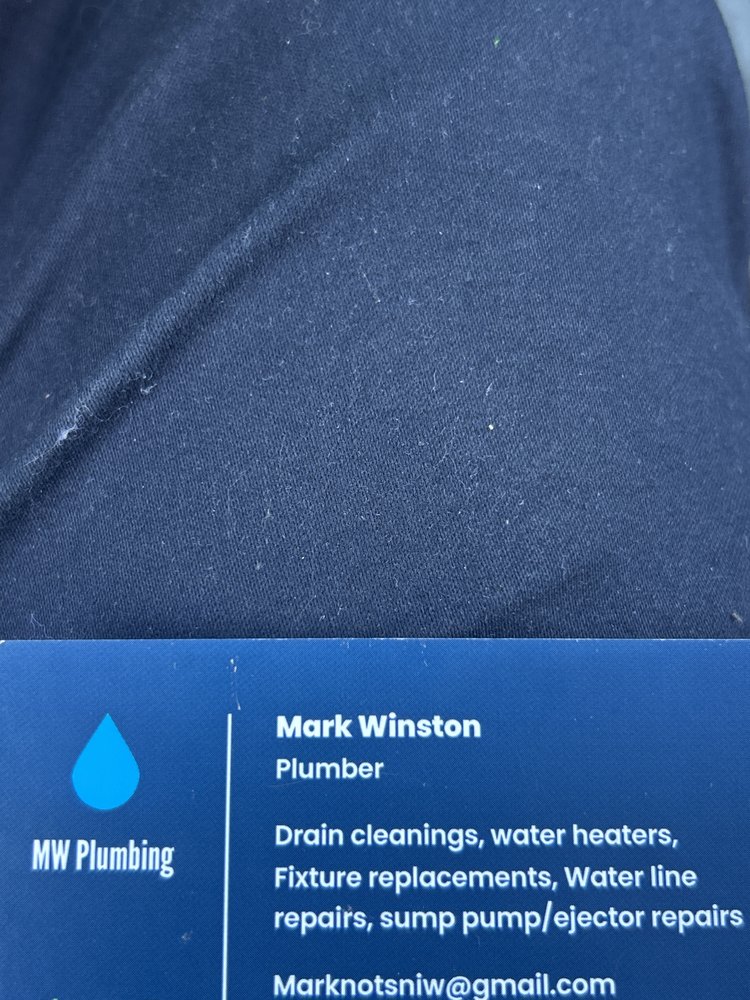 MW Plumbing
Mark Winston
Plumber
Drain cleanings, water heaters,
Fixture replacements, Water line
repairs, sump pump/ejector repairs
Marknotsniw@gmail.com